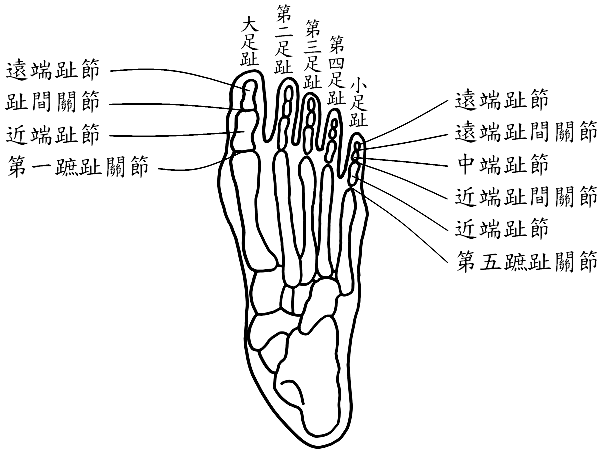 大足趾
第二足趾
第三足趾
第四足趾
小足趾
遠端趾節
趾間關節
近端趾節
第一蹠趾關節
遠端趾節
遠端趾間關節
中端趾節
近端趾間關節
近端趾節
第五蹠趾關節